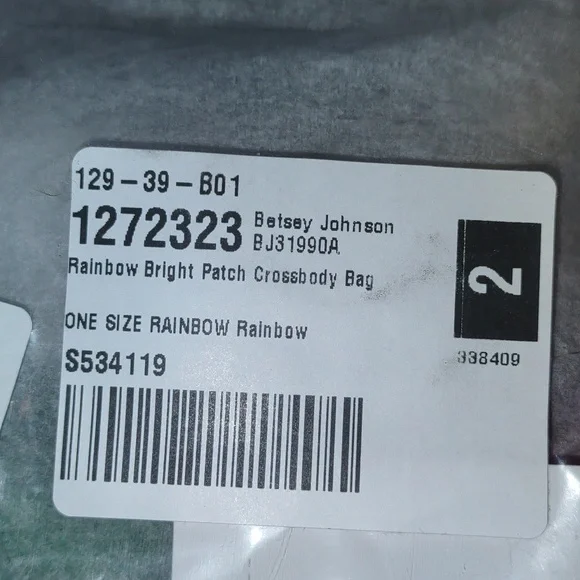 129-39-B01
1272323 Betsey Johnson
BJ31990A
Rainbow Bright Patch Crossbody Bag
ONE SIZE RAINBOW Rainbow
S534119
2
338409